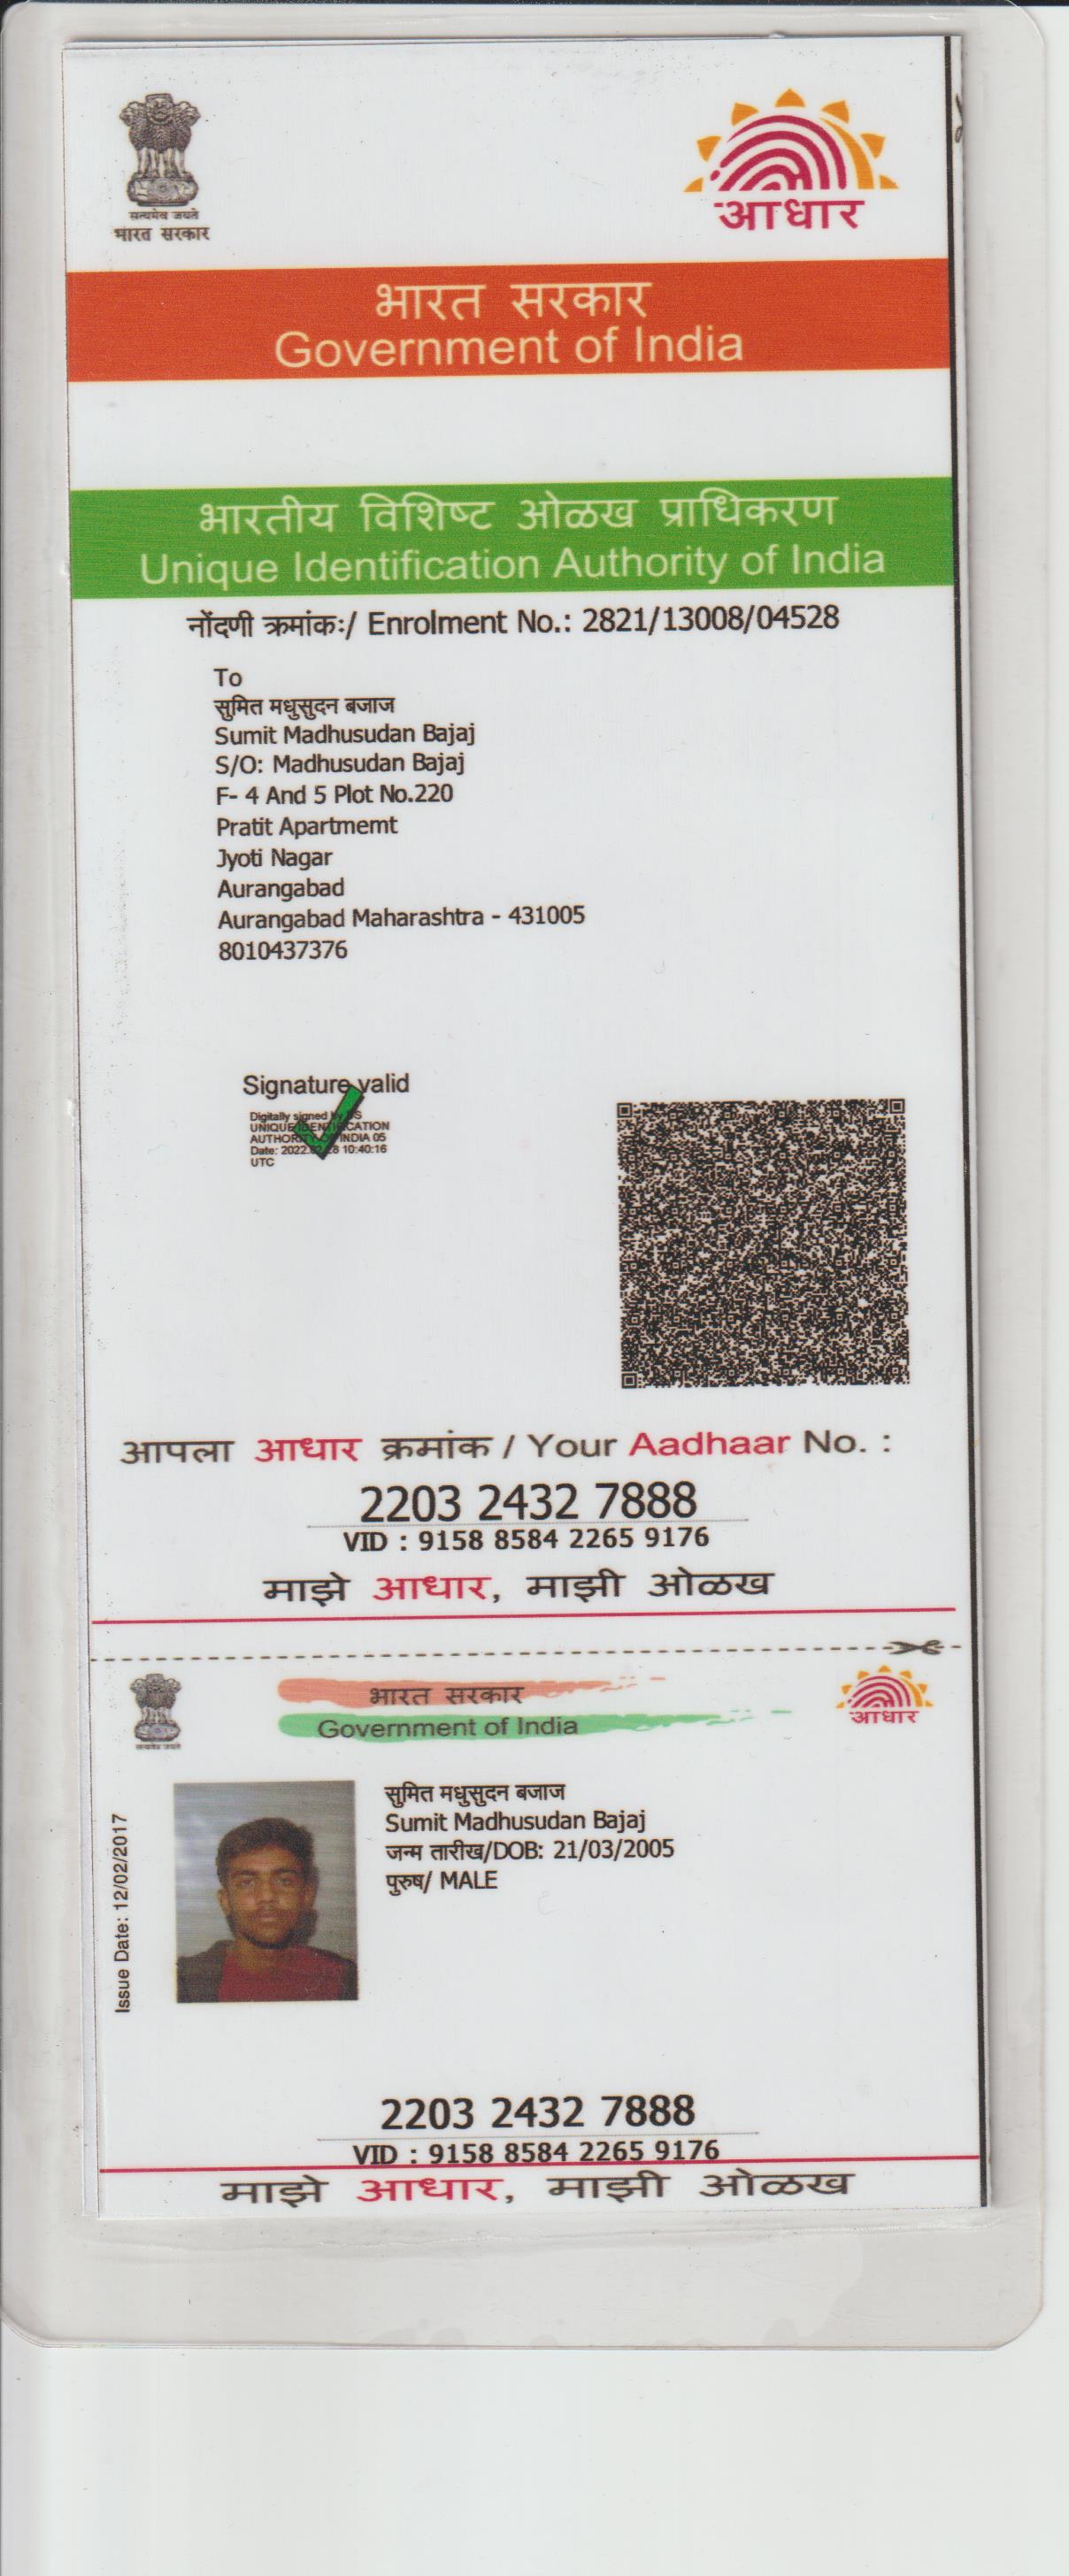 सत्यमेव जयते
भारत सरकार
आधार
भारत सरकार
Government of India
भारतीय विशिष्ट ओळख प्राधिकरण
Unique Identification Authority of India
नोंदणी क्रमांकः/ Enrolment No.: 2821/13008/04528
To
सुमित मधुसुदन बजाज
Sumit Madhusudan Bajaj
S/O: Madhusudan Bajaj
F- 4 And 5 Plot No.220
Pratit Apartmemt
Jyoti Nagar
Aurangabad
Aurangabad Maharashtra - 431005
8010437376
Signature valid
Digitally signed by DS
UNIQUE IDENTIFICATION
AUTHORITY OF INDIA 05
Date: 10:40:16
UTC
आपला आधार क्रमांक / Your Aadhaar No. :
2203 2432 7888
VID : 9158 8584 2265 9176
माझे आधार, माझी ओळख
सत्यमेव जयते
भारत सरकार
Government of India
आधार
Issue Date: 12/02/2017
सुमित मधुसुदन बजाज
Sumit Madhusudan Bajaj
जन्म तारीख/DOB: 21/03/2005
पुरुष/ MALE
2203 2432 7888
VID : 9158 8584 2265 9176
माझे आधार, माझी ओळख